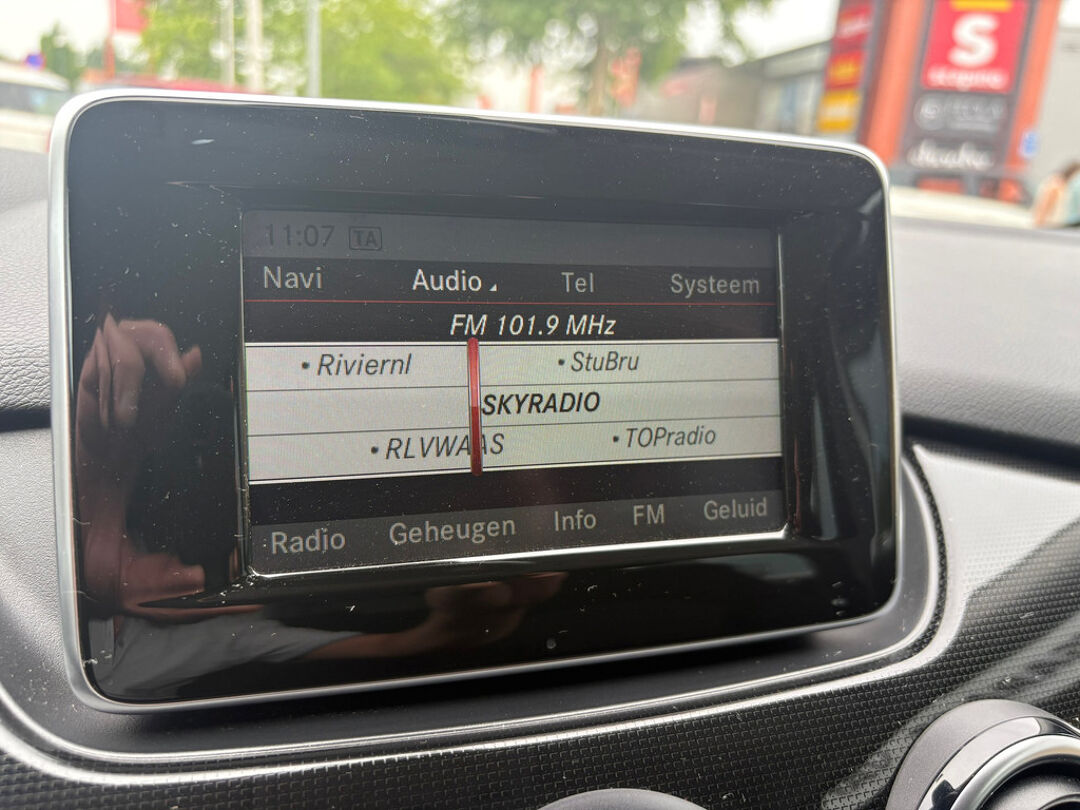 S
11:07 TA
Navi Audio Tel Systeem
FM 101.9 MHz
• Riviernl • StuBru
SKYRADIO
• RLVWAAS • TOPradio
Radio Geheugen Info FM Geluid